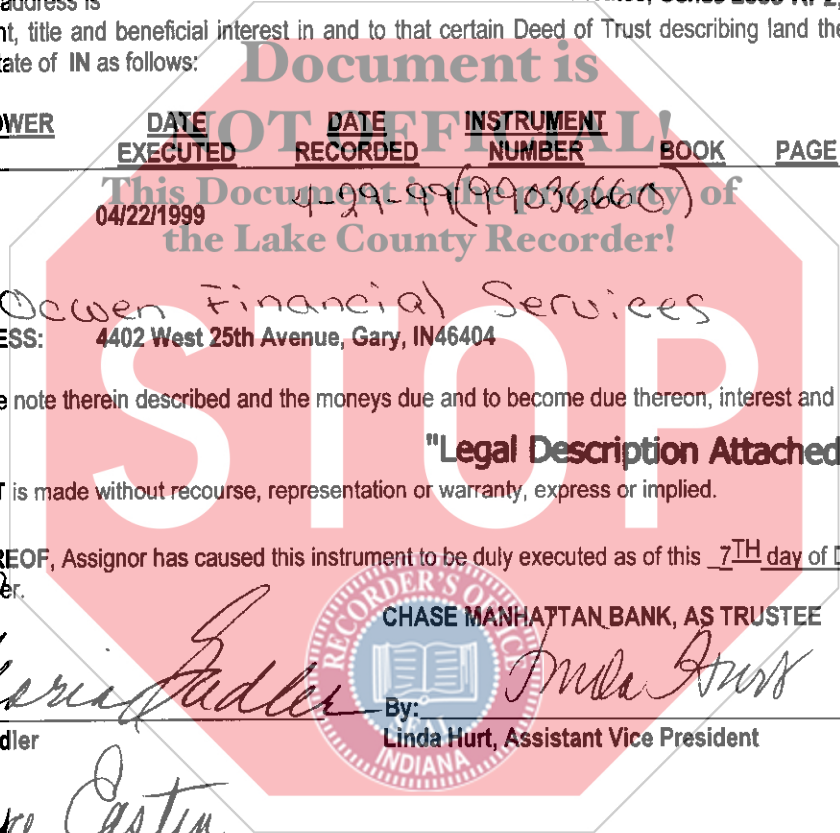 address is
nt, title and beneficial interest in and to that certain Deed of Trust describing land the
tate of IN as follows:
Document is
NOT OFFICIAL!
This Document is the property of
the Lake County Recorder!
OWER DATE EXECUTED DATE RECORDED INSTRUMENT NUMBER BOOK PAGE
04/22/1999 4-29-99 (99036660)
Ocwen Financial Services
ESS: 4402 West 25th Avenue, Gary, IN46404
STOP
e note therein described and the moneys due and to become due thereon, interest and
"Legal Description Attached
T is made without recourse, representation or warranty, express or implied.
REOF, Assignor has caused this instrument to be duly executed as of this 7TH day of D
er.
CHASE MANHATTAN BANK, AS TRUSTEE
RECORDER'S OFFICE
REAL
INDIANA
Sadler
Linda Hurt
By:
dler
Linda Hurt, Assistant Vice President
Eastin